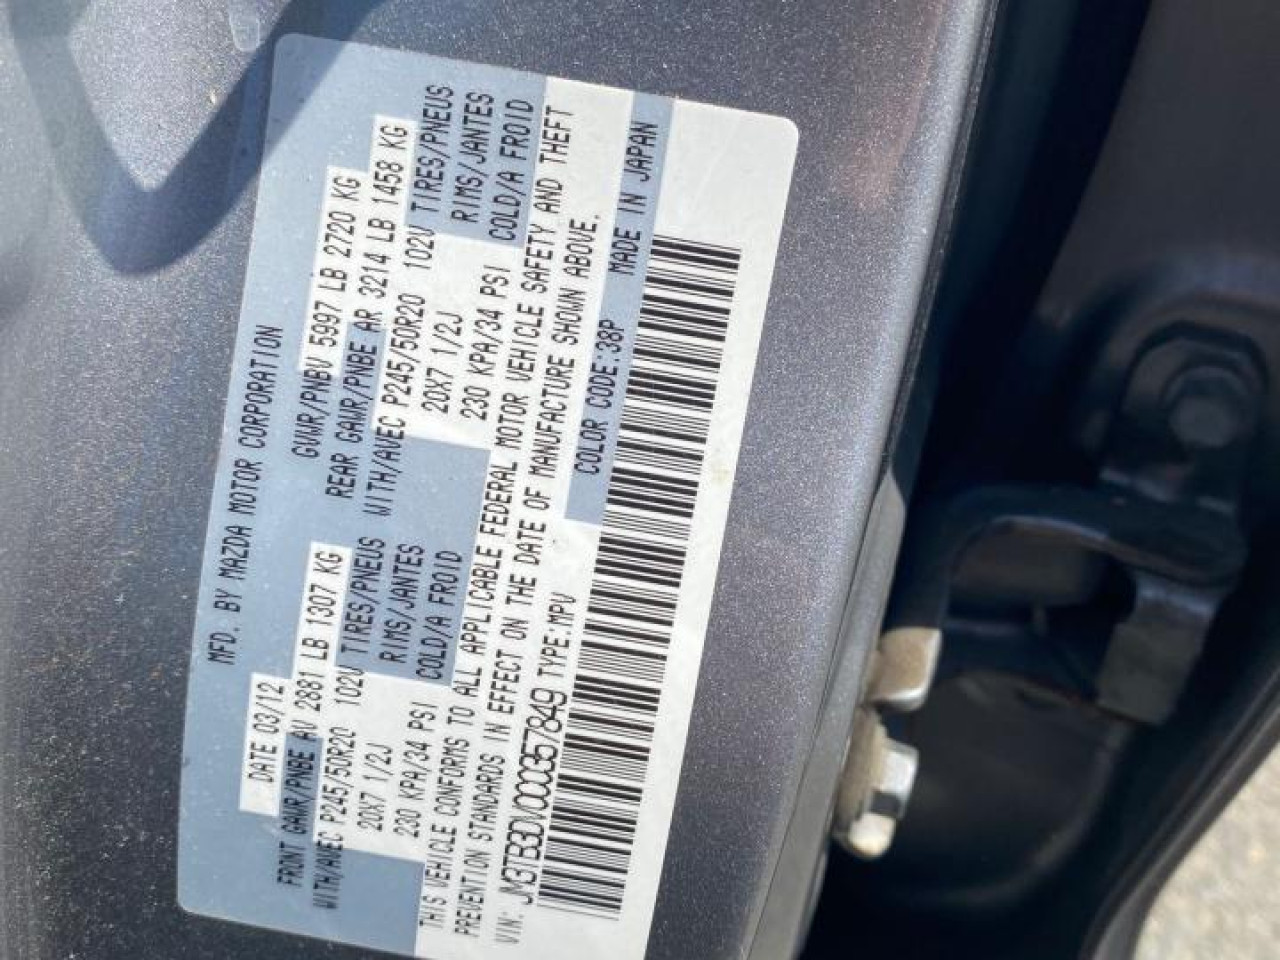 MFD. BY MAZDA MOTOR CORPORATION
DATE 03/12 GVWR/PNBV 5997 LB 2720 KG
FRONT GAWR/PNBE AV 2881 LB 1307 KG REAR GAWR/PNBE AR 3214 LB 1458 KG
WITH/AVEC P245/50R20 102V TIRES/PNEUS WITH/AVEC P245/50R20 102V TIRES/PNEUS
20X7 1/2J RIMS/JANTES 20X7 1/2J RIMS/JANTES
230 KPA/34 PSI COLD/A FROID 230 KPA/34 PSI COLD/A FROID
THIS VEHICLE CONFORMS TO ALL APPLICABLE FEDERAL MOTOR VEHICLE SAFETY AND THEFT
PREVENTION STANDARDS IN EFFECT ON THE DATE OF MANUFACTURE SHOWN ABOVE.
VIN: JM3TB3DV0C0357849 TYPE:MPV COLOR CODE:38P MADE IN JAPAN